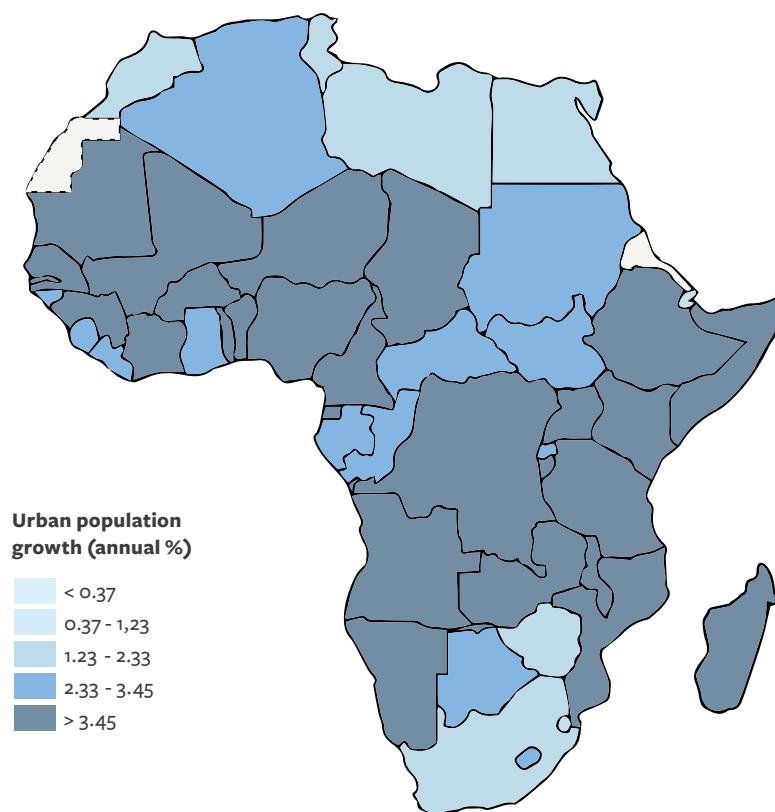 Urban population
growth (annual %)
< 0.37
0.37 - 1,23
1.23 - 2.33
2.33 - 3.45
> 3.45